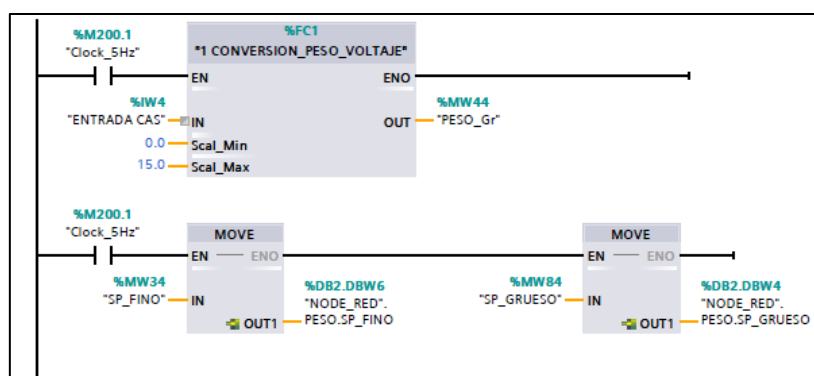 %M200.1
"Clock_5Hz"
%FC1
"1 CONVERSION_PESO_VOLTAJE"
EN
ENO
%IW4
"ENTRADA CAS"
IN
0.0
Scal_Min
15.0
Scal_Max
OUT
%MW44
"PESO_Gr"
%M200.1
"Clock_5Hz"
MOVE
EN
ENO
%MW34
"SP_FINO"
IN
OUT1
%DB2.DBW6
"NODE_RED".
PESO.SP_FINO
MOVE
EN
ENO
%MW84
"SP_GRUESO"
IN
OUT1
%DB2.DBW4
"NODE_RED".
PESO.SP_GRUESO